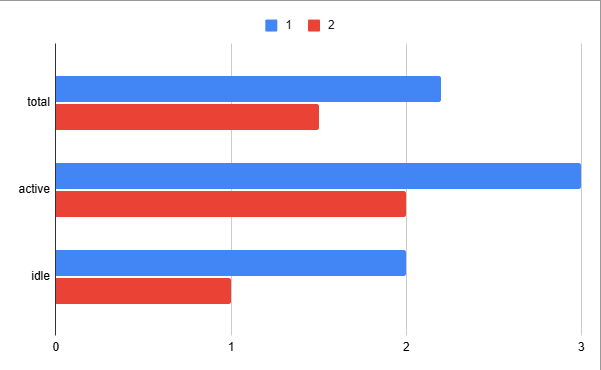 1 2
total
active
idle
0 1 2 3